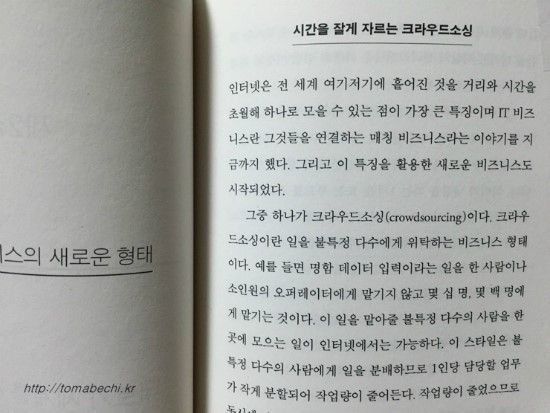 스의 새로운 형태
http://tomabechi.kr
시간을 잘게 자르는 크라우드소싱
인터넷은 전 세계 여기저기에 흩어진 것을 거리와 시간을
초월해 하나로 모을 수 있는 점이 가장 큰 특징이며 IT 비즈
니스란 그것들을 연결하는 매칭 비즈니스라는 이야기를 지
금까지 했다. 그리고 이 특징을 활용한 새로운 비즈니스도
시작되었다.
그중 하나가 크라우드소싱(crowdsourcing)이다. 크라우
드소싱이란 일을 불특정 다수에게 위탁하는 비즈니스 형태
이다. 예를 들면 명함 데이터 입력이라는 일을 한 사람이나
소인원의 오퍼레이터에게 맡기지 않고 몇 십 명, 몇 백 명에
게 맡기는 것이다. 이 일을 맡아줄 불특정 다수의 사람을 한
곳에 모으는 일이 인터넷에서는 가능하다. 이 스타일은 불
특정 다수의 사람에게 일을 분배하므로 1인당 담당할 업무
가 작게 분할되어 작업량이 줄어든다. 작업량이 줄었으므로